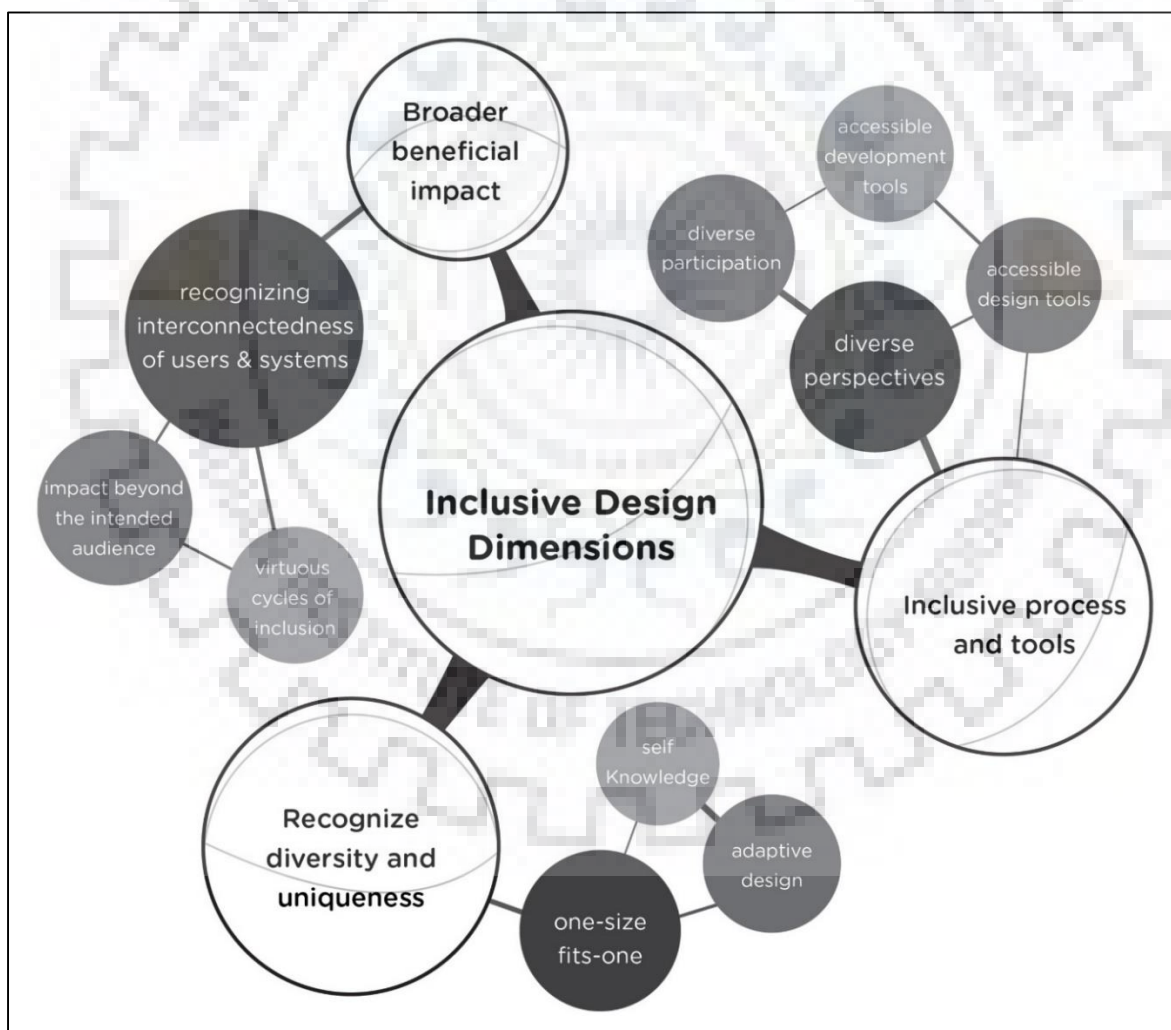 Broader
beneficial
impact
accessible
development
tools
diverse
participation
accessible
design tools
recognizing
interconnectedness
of users & systems
diverse
perspectives
impact beyond
the intended
audience
Inclusive Design
Dimensions
virtuous
cycles of
inclusion
Inclusive process
and tools
self
Knowledge
Recognize
diversity and
uniqueness
adaptive
design
one-size
fits-one